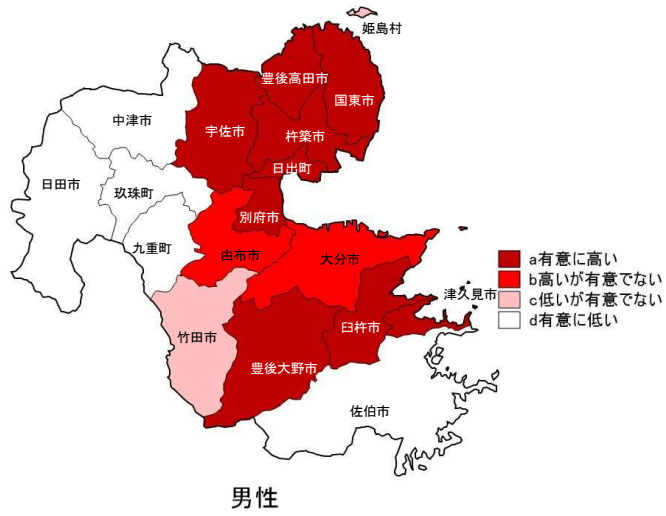 姫島村
豊後高田市
国東市
中津市
宇佐市
杵築市
日出町
日田市
玖珠町
別府市
九重町
由布市
大分市
a有意に高い
b高いが有意でない
c低いが有意でない
d有意に低い
津久見市
臼杵市
竹田市
豊後大野市
佐伯市
男性